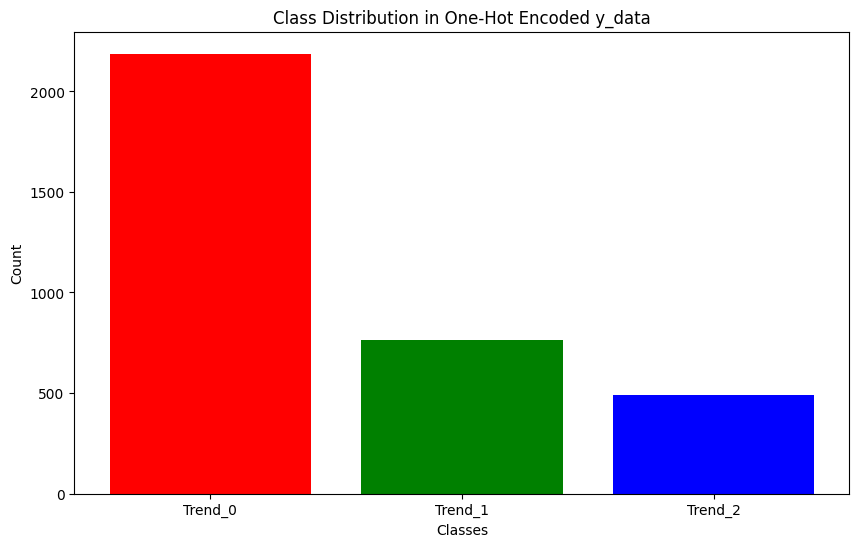 Class Distribution in One-Hot Encoded y_data
2000
1500
1000
500
0
Count
Trend_0
Trend_1
Trend_2
Classes